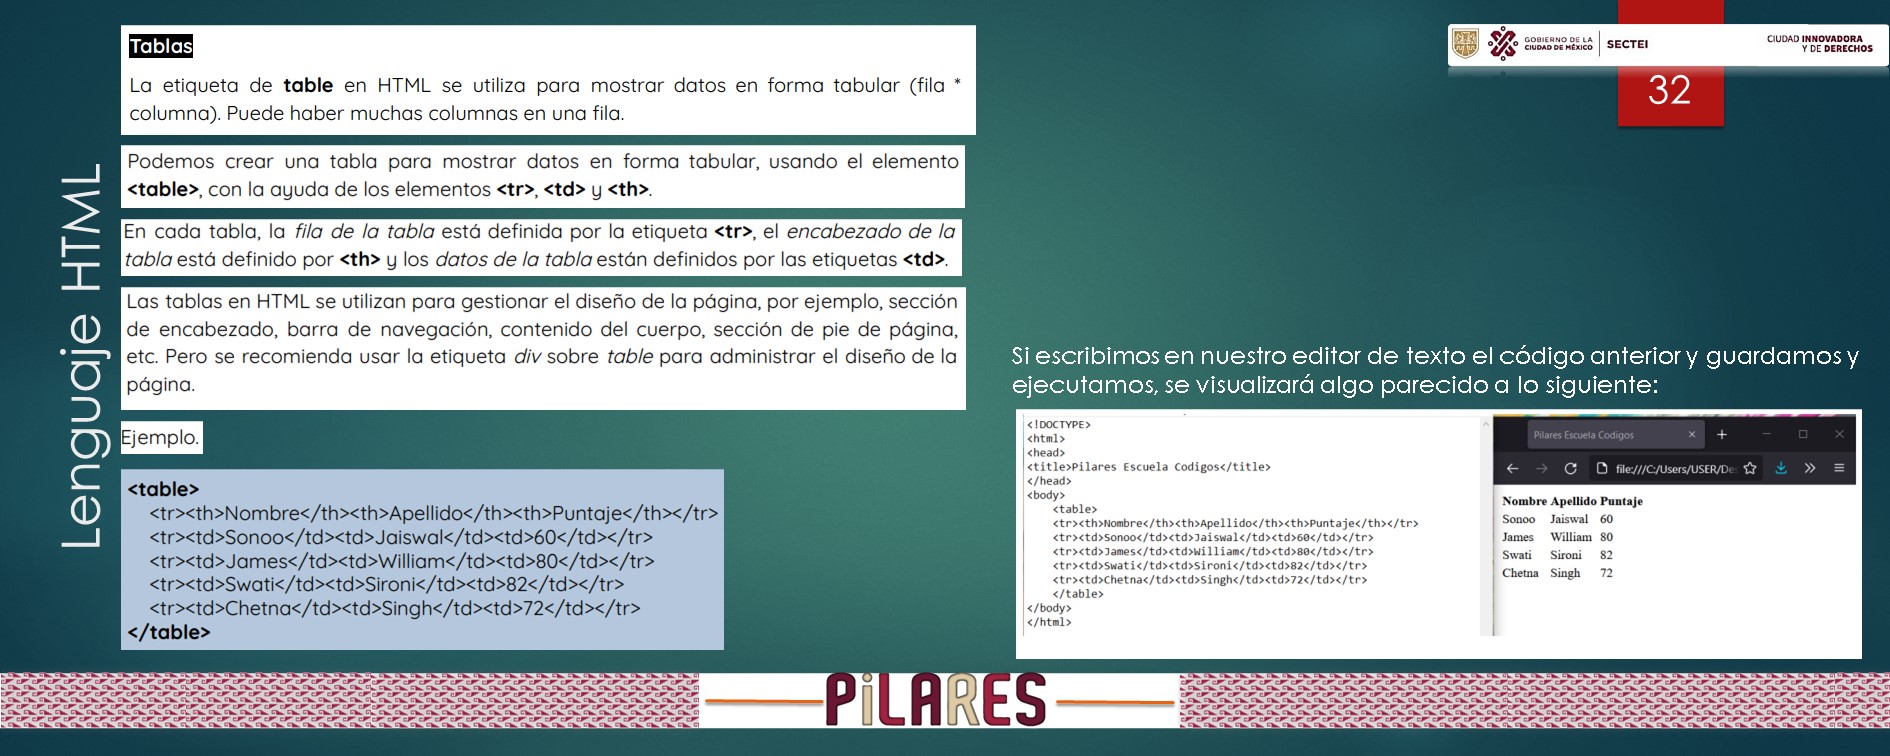 Lenguaje HTML
Tablas
La etiqueta de table en HTML se utiliza para mostrar datos en forma tabular (fila *
columna). Puede haber muchas columnas en una fila.
Podemos crear una tabla para mostrar datos en forma tabular, usando el elemento
<table>, con la ayuda de los elementos <tr>, <td> y <th>.
En cada tabla, la fila de la tabla está definida por la etiqueta <tr>, el encabezado de la
tabla está definido por <th> y los datos de la tabla están definidos por las etiquetas <td>.
Las tablas en HTML se utilizan para gestionar el diseño de la página, por ejemplo, sección
de encabezado, barra de navegación, contenido del cuerpo, sección de pie de página,
etc. Pero se recomienda usar la etiqueta div sobre table para administrar el diseño de la
página.
Ejemplo.
<table>
<tr><th>Nombre</th><th>Apellido</th><th>Puntaje</th></tr>
<tr><td>Sonoo</td><td>Jaiswal</td><td>60</td></tr>
<tr><td>James</td><td>William</td><td>80</td></tr>
<tr><td>Swati</td><td>Sironi</td><td>82</td></tr>
<tr><td>Chetna</td><td>Singh</td><td>72</td></tr>
</table>
GOBIERNO DE LA
CIUDAD DE MÉXICO
SECTEI
CIUDAD INNOVADORA
Y DE DERECHOS
32
Si escribimos en nuestro editor de texto el código anterior y guardamos y
ejecutamos, se visualizará algo parecido a lo siguiente:
<!DOCTYPE>
<html>
<head>
<title>Pilares Escuela Codigos</title>
</head>
<body>
<table>
<tr><th>Nombre</th><th>Apellido</th><th>Puntaje</th></tr>
<tr><td>Sonoo</td><td>Jaiswal</td><td>60</td></tr>
<tr><td>James</td><td>William</td><td>80</td></tr>
<tr><td>Swati</td><td>Sironi</td><td>82</td></tr>
<tr><td>Chetna</td><td>Singh</td><td>72</td></tr>
</table>
</body>
</html>
Pilares Escuela Codigos
file:///C:/Users/USER/De
Nombre Apellido Puntaje
Sonoo Jaiswal 60
James William 80
Swati Sironi 82
Chetna Singh 72
PiLARES